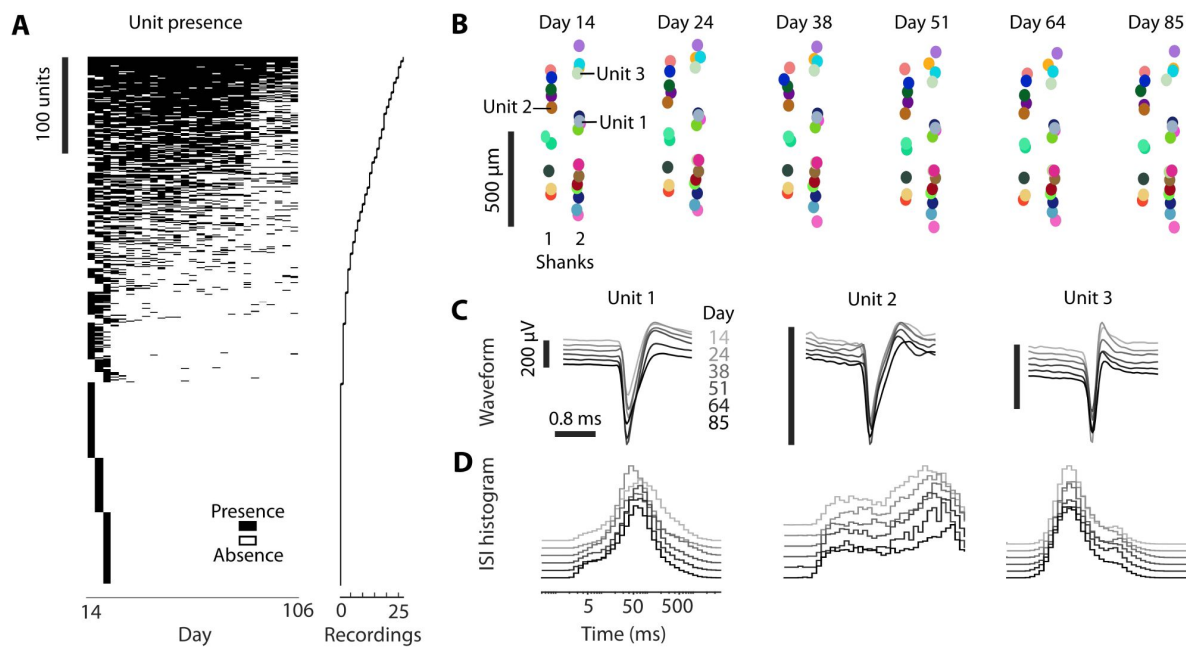 A
Unit presence
100 units
Presence
Absence
14
106
Day
0
25
Recordings
B
Day 14
Day 24
Day 38
Day 51
Day 64
Day 85
Unit 3
Unit 2
Unit 1
500 µm
1
2
Shanks
C
Unit 1
Unit 2
Unit 3
Waveform
200 µV
0.8 ms
Day
14
24
38
51
64
85
D
ISI histogram
5
50
500
Time (ms)